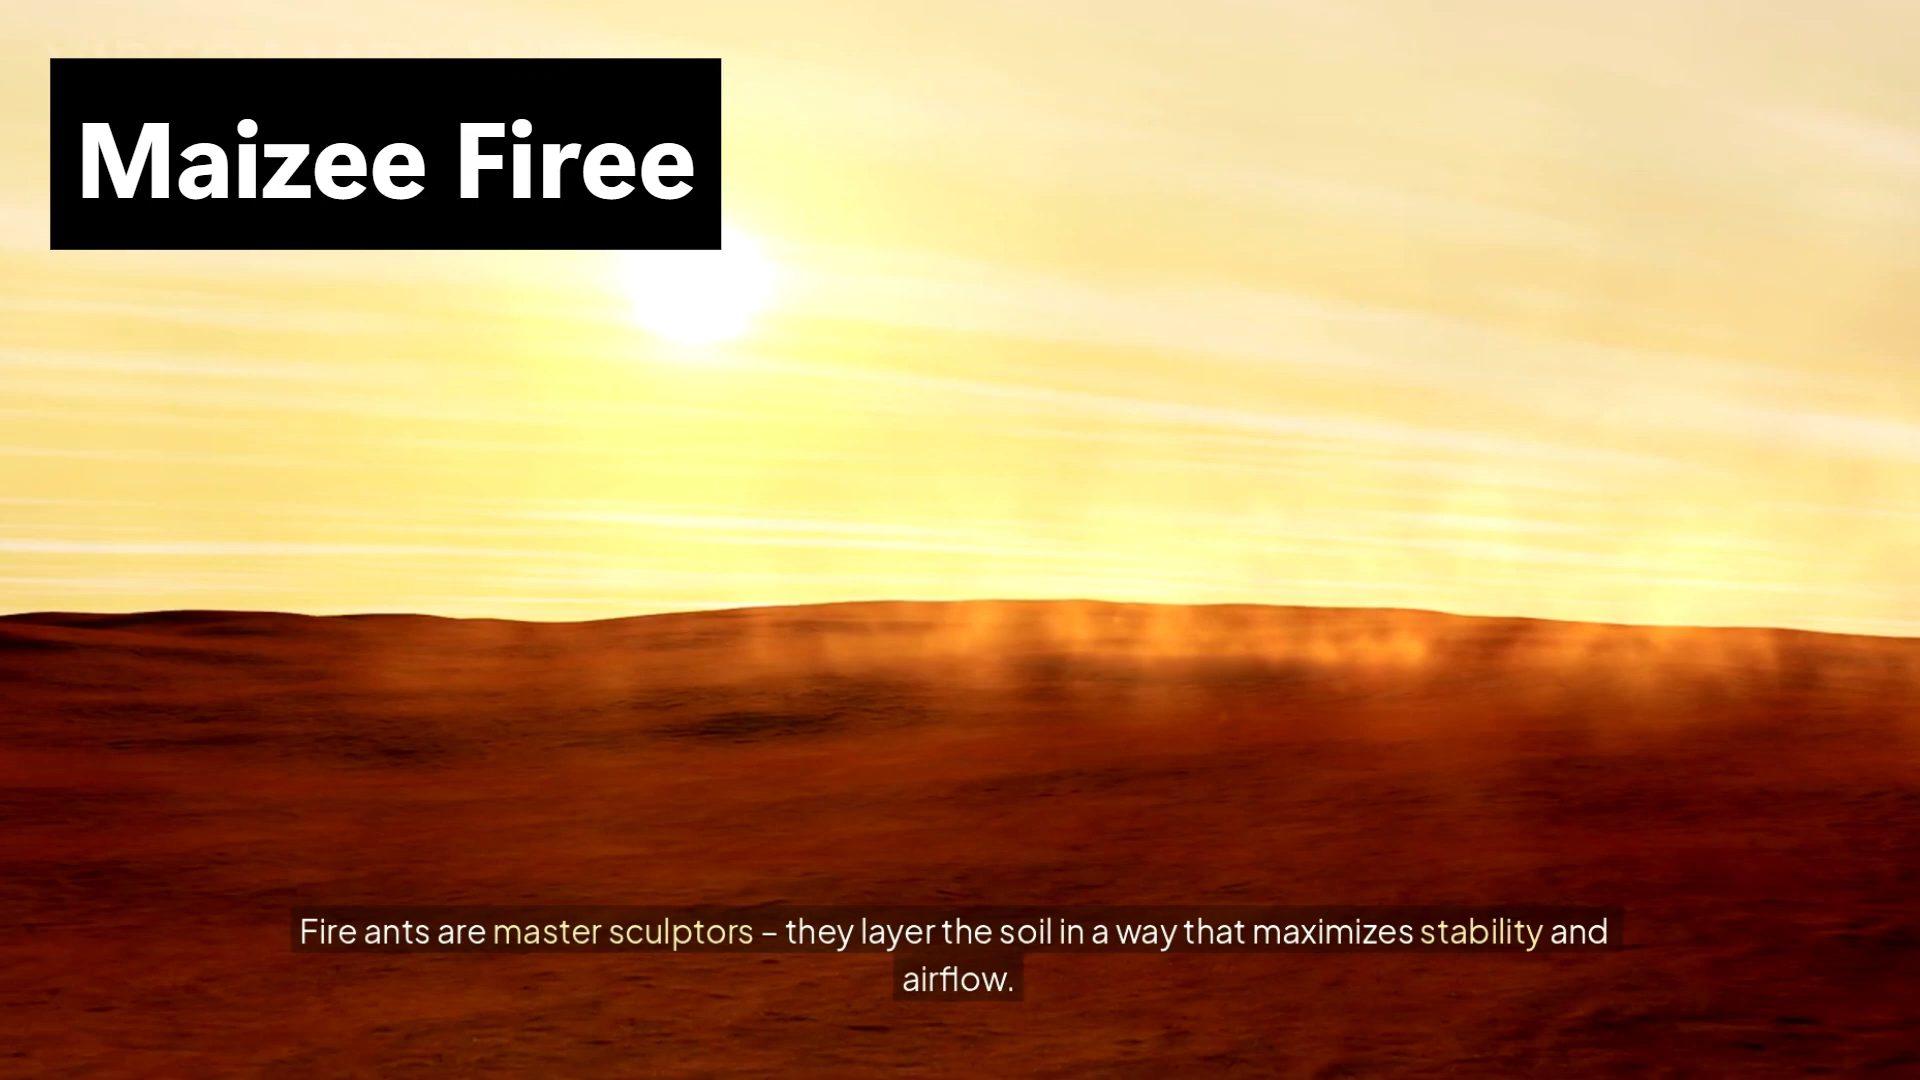 Maizee Firee
Fire ants are master sculptors – they layer the soil in a way that maximizes stability and
airflow.